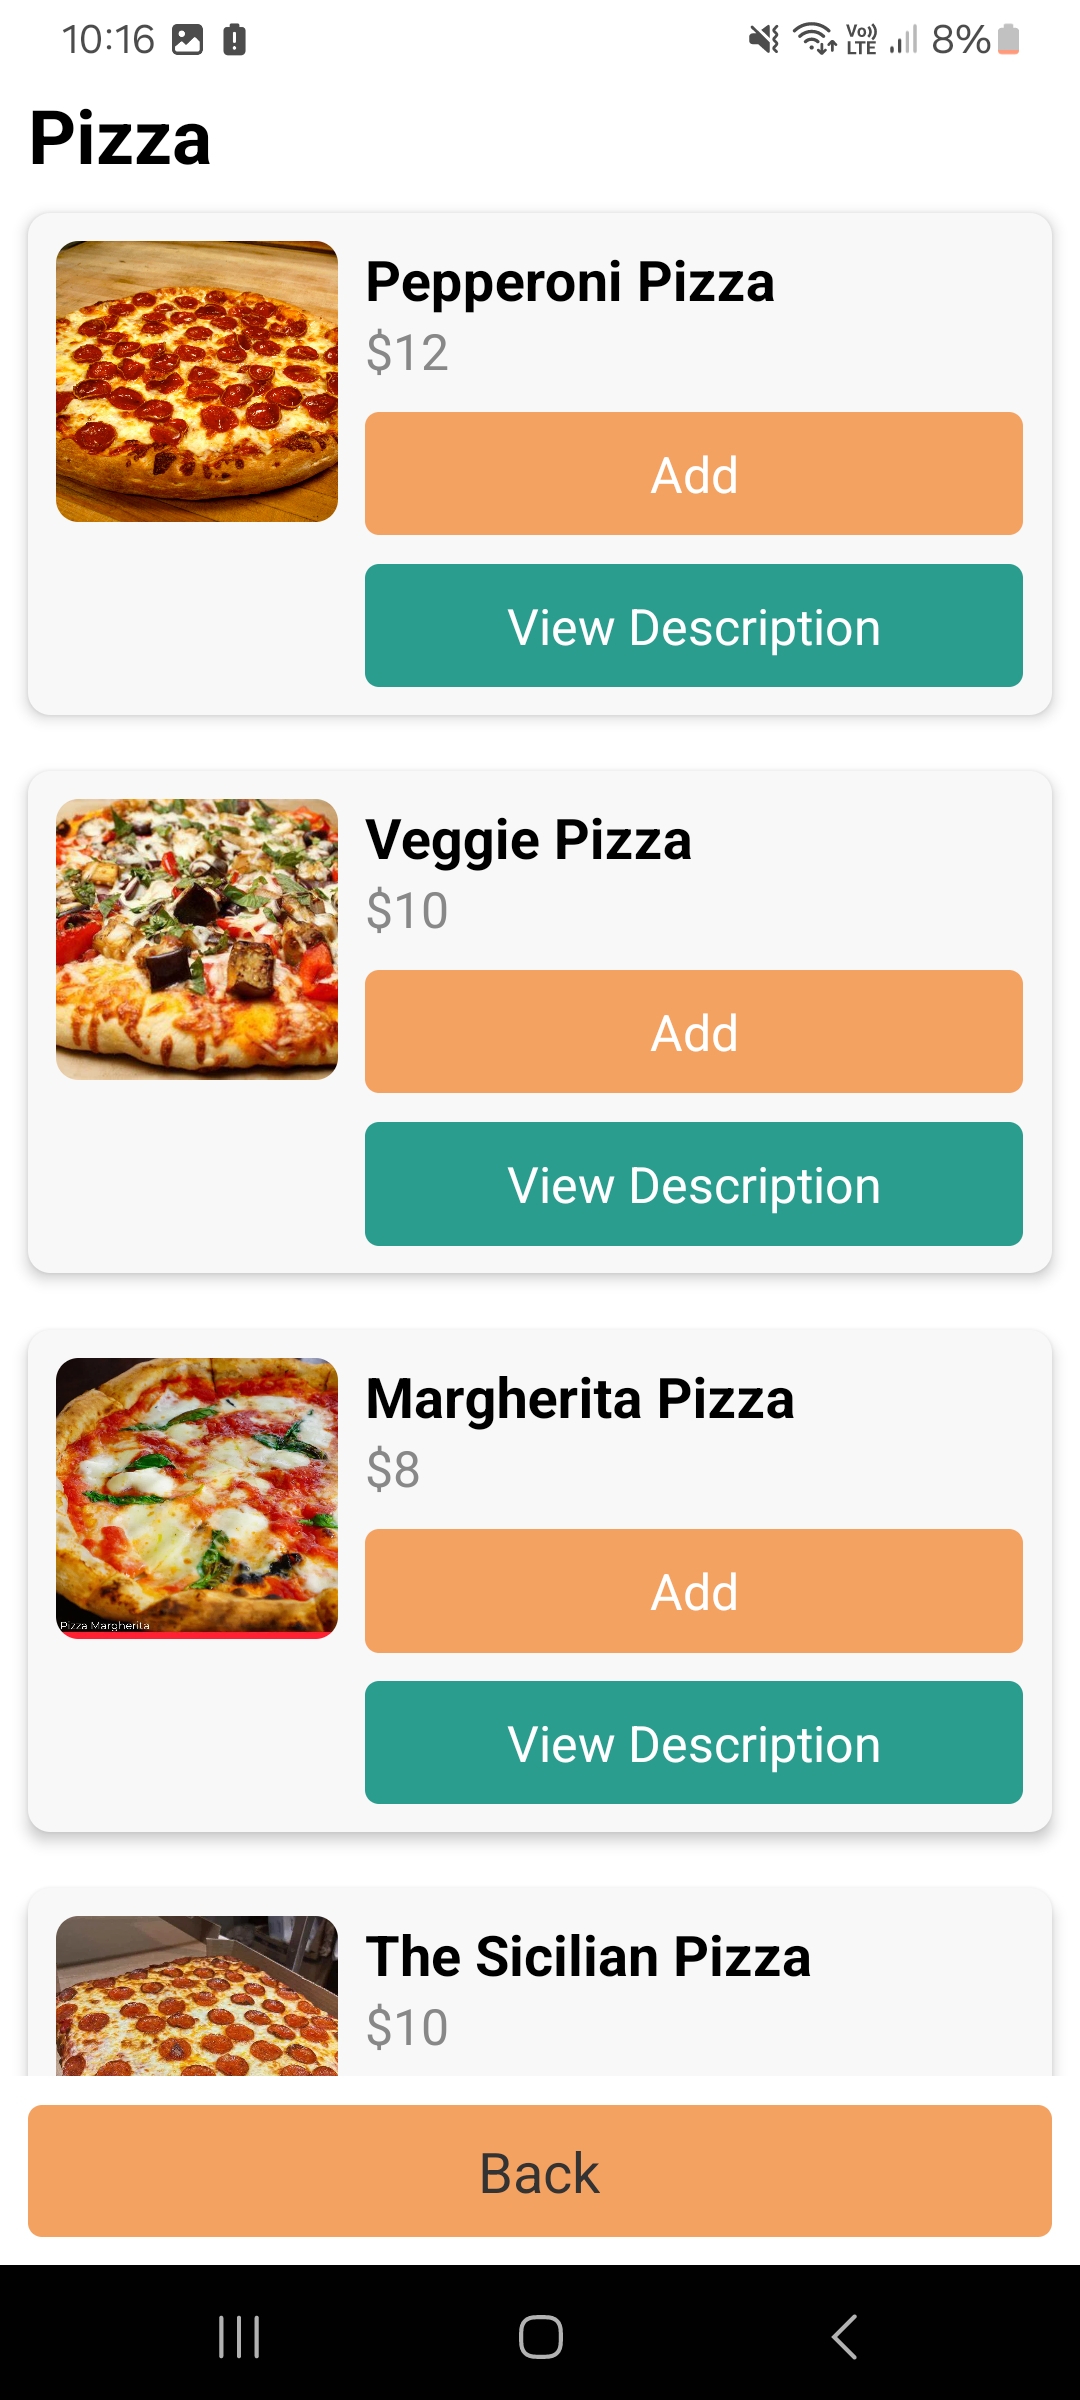 10:16
Vo)) LTE 8%
Pizza
Pepperoni Pizza
$12
Add
View Description
Veggie Pizza
$10
Add
View Description
Pizza Margherita
Margherita Pizza
$8
Add
View Description
The Sicilian Pizza
$10
Back